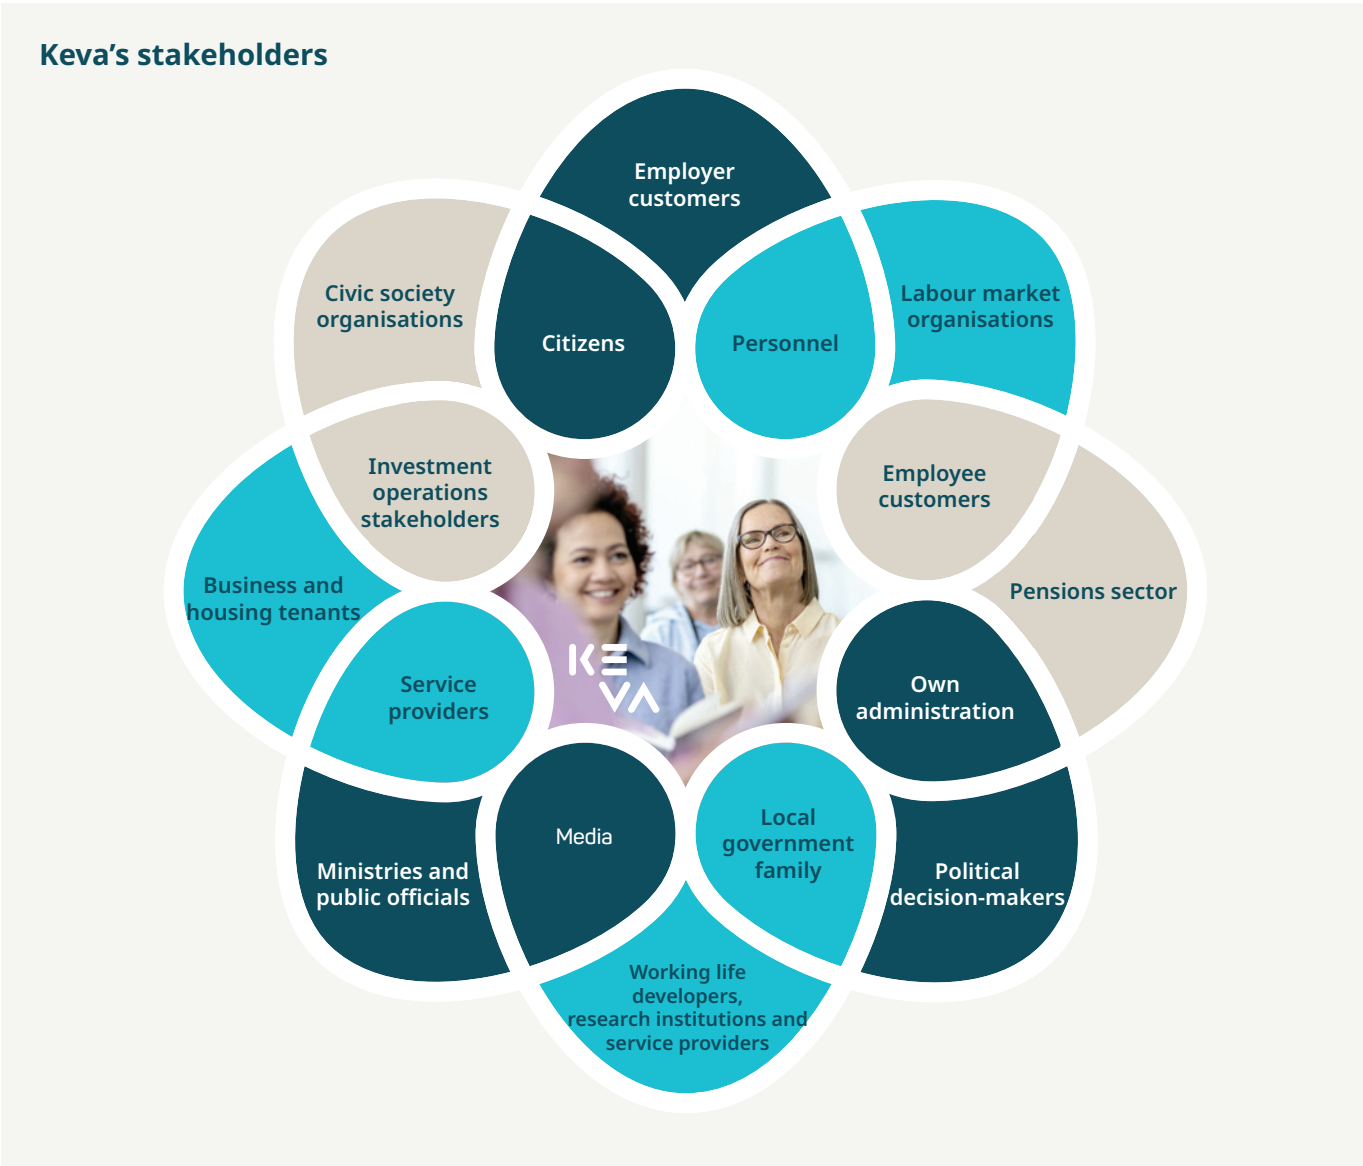 Keva’s stakeholders
Employer
customers
Civic society
organisations
Labour market
organisations
Citizens
Personnel
Investment
operations
stakeholders
Employee
customers
Business and
housing tenants
Pensions sector
KE
VA
Service
providers
Own
administration
Media
Local
government
family
Ministries and
public officials
Political
decision-makers
Working life
developers,
research institutions and
service providers